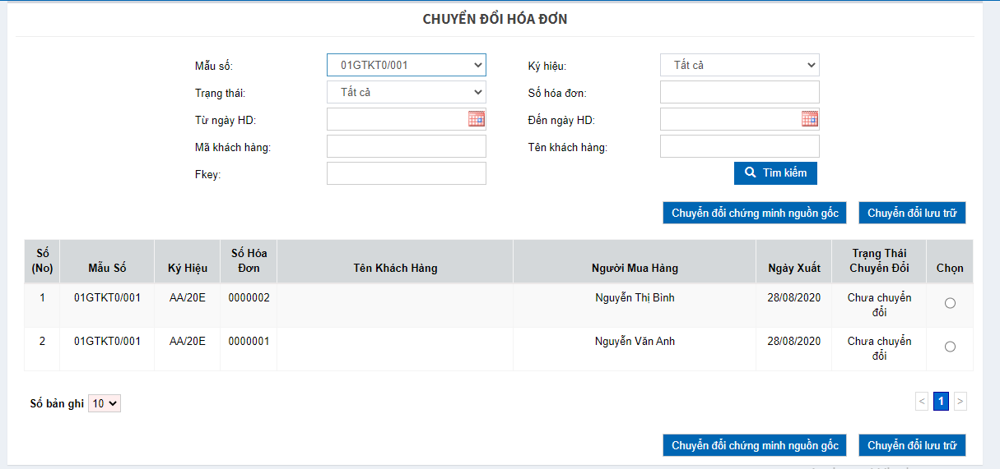 CHUYỂN ĐỔI HÓA ĐƠN
Mẫu số: 01GTKT0/001 Ký hiệu: Tất cả
Trạng thái: Tất cả Số hóa đơn:
Từ ngày HD: Đến ngày HD:
Mã khách hàng: Tên khách hàng:
Fkey: Tìm kiếm
Chuyển đổi chứng minh nguồn gốc Chuyển đổi lưu trữ
Số (No) Mẫu Số Ký Hiệu Số Hóa Đơn Tên Khách Hàng Người Mua Hàng Ngày Xuất Trạng Thái Chuyển Đổi Chọn
1 01GTKT0/001 AA/20E 0000002 Nguyễn Thị Bình 28/08/2020 Chưa chuyển đổi
2 01GTKT0/001 AA/20E 0000001 Nguyễn Văn Anh 28/08/2020 Chưa chuyển đổi
Số bản ghi 10 < 1 >
Chuyển đổi chứng minh nguồn gốc Chuyển đổi lưu trữ